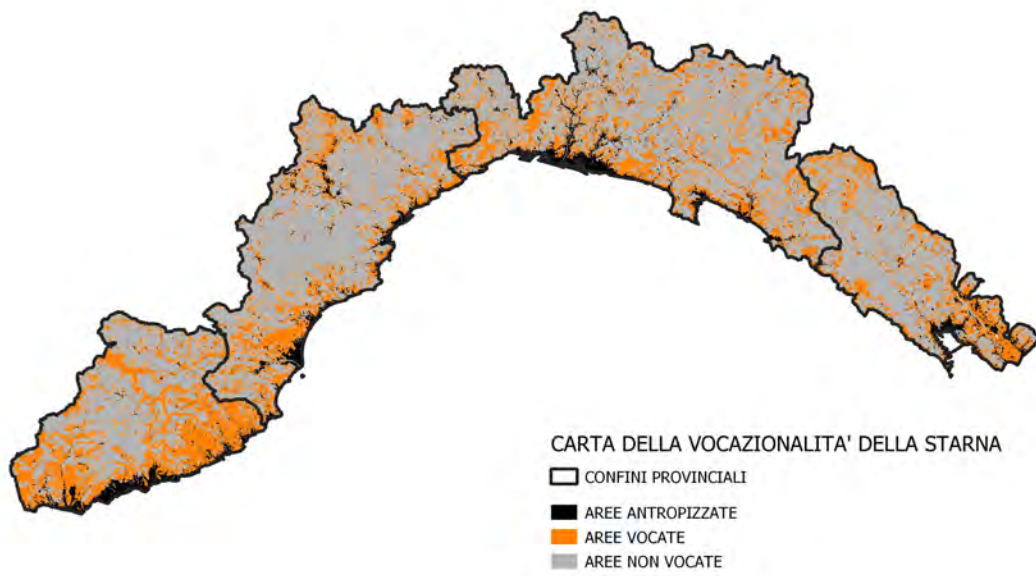 CARTA DELLA VOCAZIONALITA' DELLA STARNA
CONFINI PROVINCIALI
AREE ANTROPIZZATE
AREE VOCATE
AREE NON VOCATE